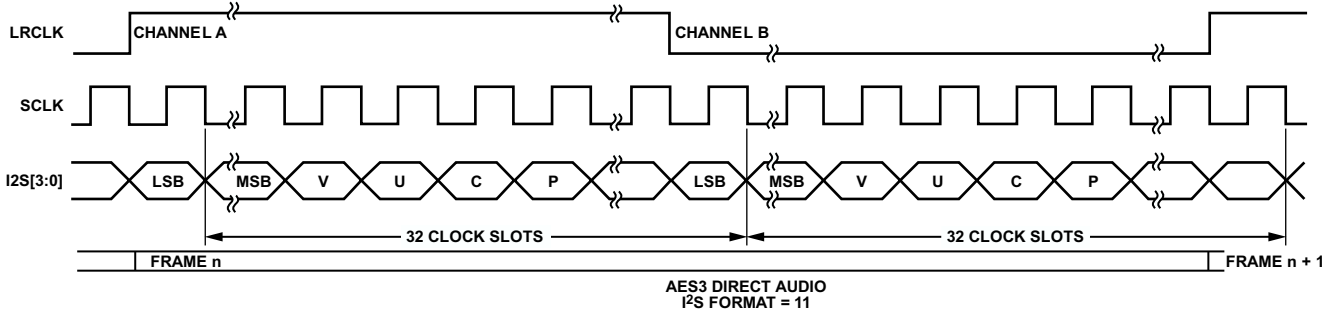 LRCLK
CHANNEL A
CHANNEL B
SCLK
I2S[3:0]
LSB MSB V U C P LSB MSB V U C P
32 CLOCK SLOTS 32 CLOCK SLOTS
FRAME n FRAME n + 1
AES3 DIRECT AUDIO
I²S FORMAT = 11